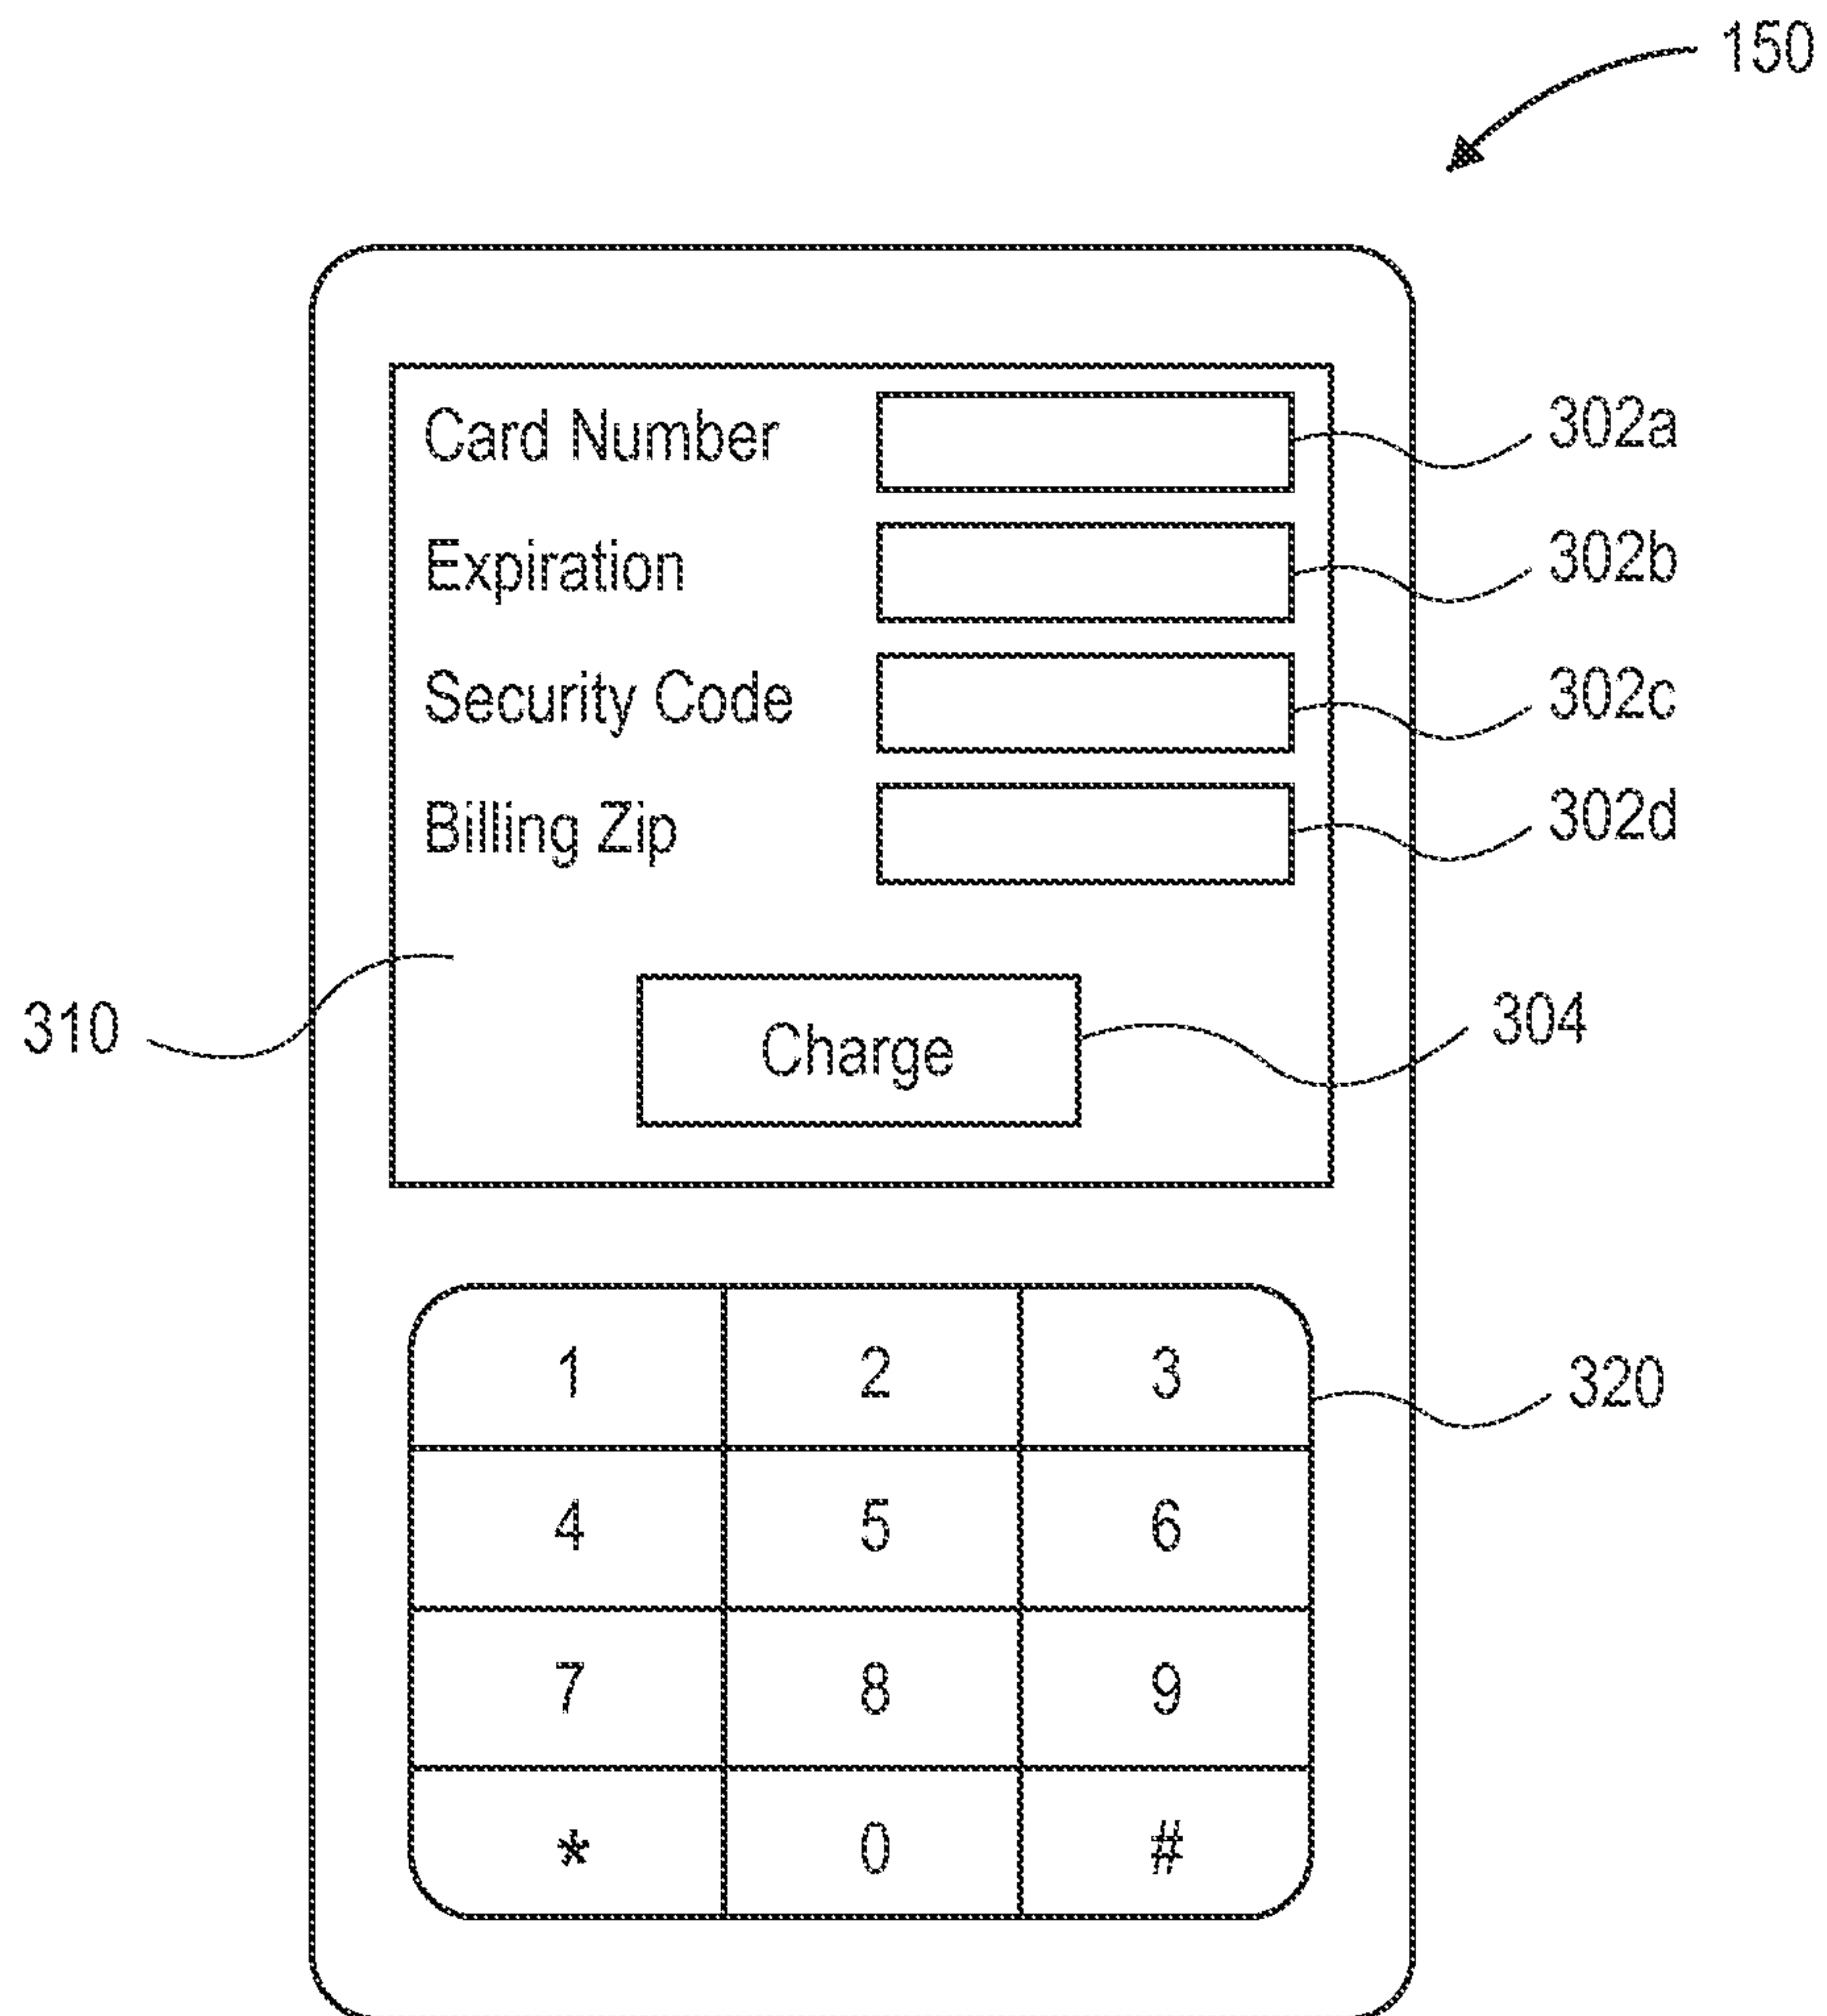 150
Card Number 302a
Expiration 302b
Security Code 302c
Billing Zip 302d
310 Charge 304
1 2 3 320
4 5 6
7 8 9
* 0 #